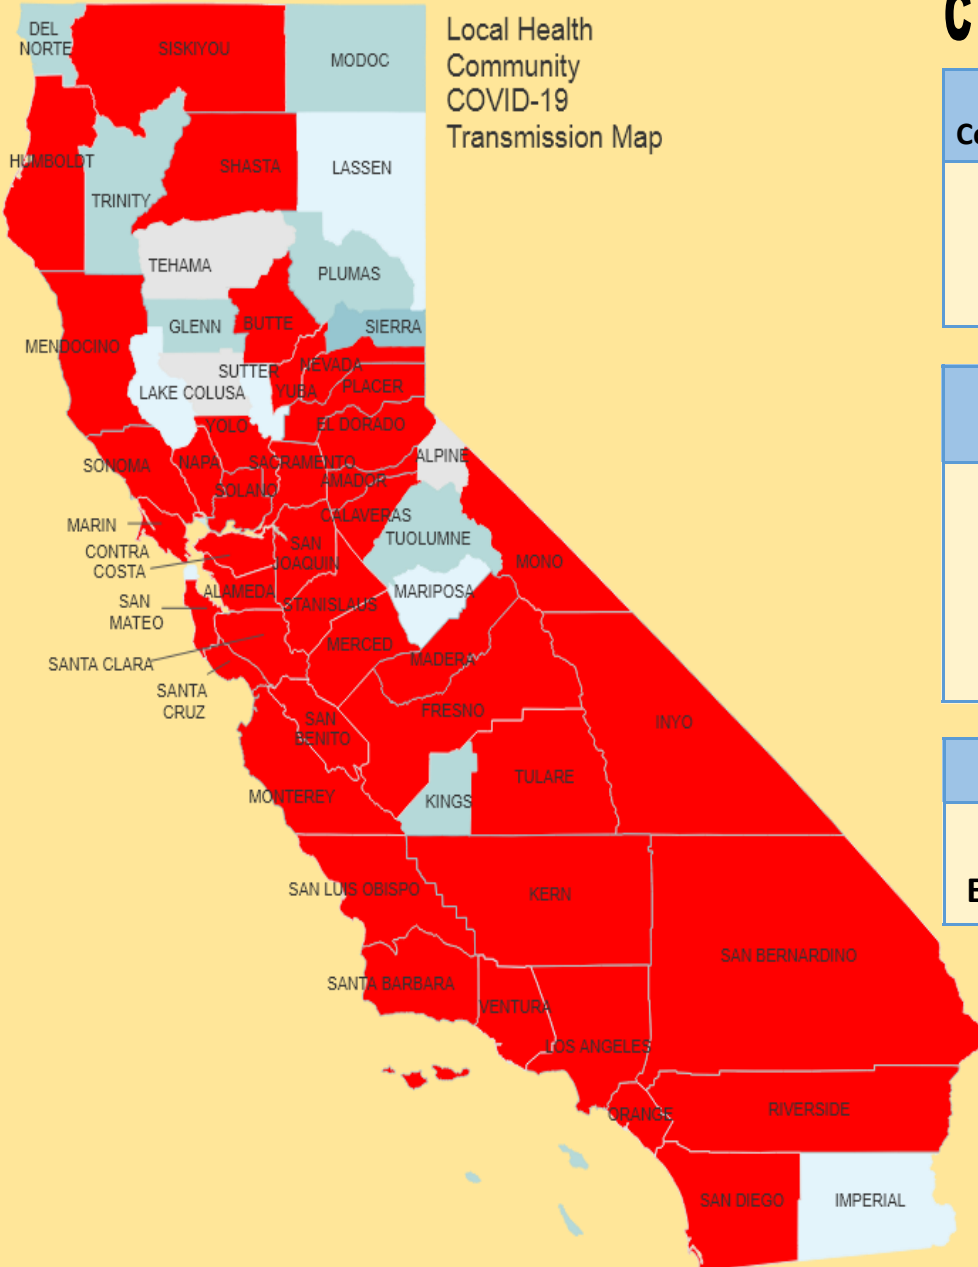 Local Health
Community
COVID-19
Transmission Map
DEL
NORTE
SISKIYOU
MODOC
HUMBOLDT
TRINITY
SHASTA
LASSEN
TEHAMA
PLUMAS
GLENN
BUTTE
SIERRA
MENDOCINO
SUTTER
NEVADA
LAKE
COLUSA
YUBA
PLACER
YOLO
EL DORADO
SONOMA
NAPA
SACRAMENTO
ALPINE
SOLANO
AMADOR
MARIN
CALAVERAS
TUOLUMNE
CONTRA
COSTA
SAN
JOAQUIN
MONO
ALAMEDA
STANISLAUS
MARIPOSA
SAN
MATEO
MERCED
SANTA CLARA
MADERA
SANTA
CRUZ
SAN
BENITO
FRESNO
INYO
MONTEREY
KINGS
TULARE
SAN LUIS OBISPO
KERN
SAN BERNARDINO
SANTA BARBARA
VENTURA
LOS ANGELES
ORANGE
RIVERSIDE
SAN DIEGO
IMPERIAL